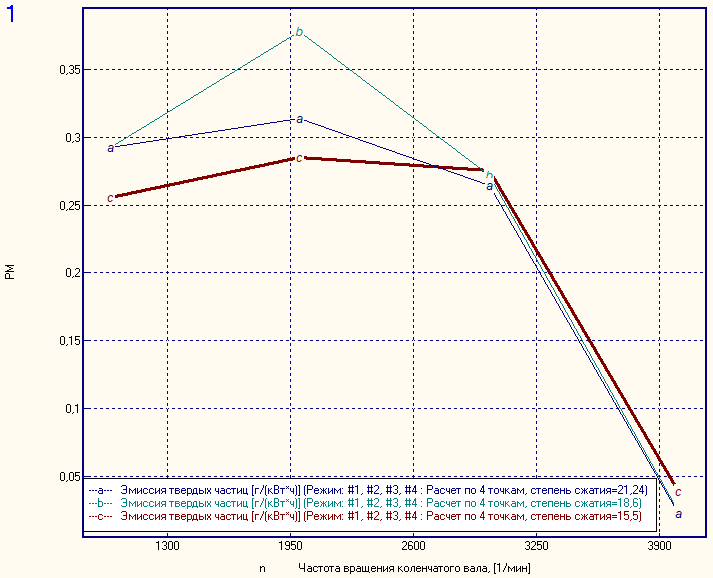 1
0,35
0,3
0,25
0,2
0,15
0,1
0,05
PM
a
b
a
c
c
b
a
c
a
---a--- Эмиссия твердых частиц [г/(кВт*ч)] (Режим: #1, #2, #3, #4 : Расчет по 4 точкам, степень сжатия=21,24)
---b--- Эмиссия твердых частиц [г/(кВт*ч)] (Режим: #1, #2, #3, #4 : Расчет по 4 точкам, степень сжатия=18,6)
---c--- Эмиссия твердых частиц [г/(кВт*ч)] (Режим: #1, #2, #3, #4 : Расчет по 4 точкам, степень сжатия=15,5)
1300 1950 2600 3250 3900
n Частота вращения коленчатого вала, [1/мин]